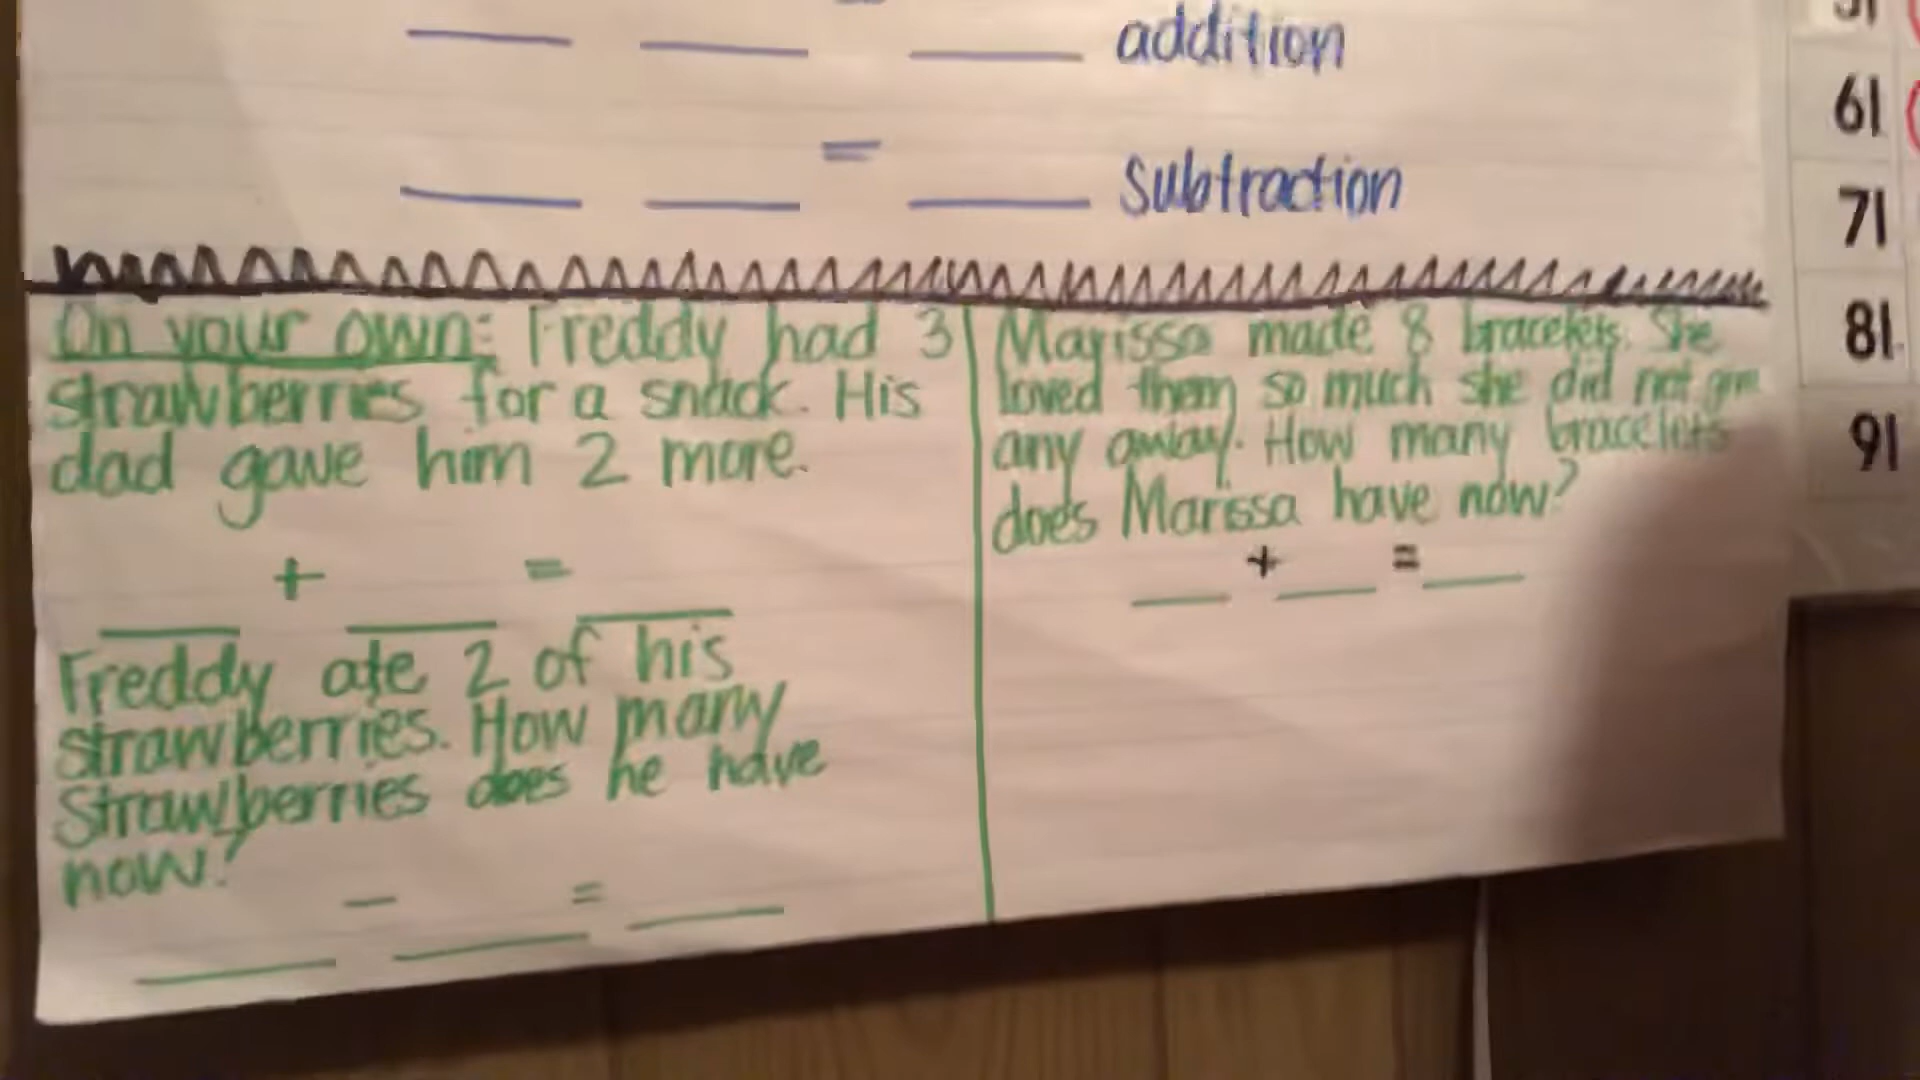 addition
=
subtraction
On your own: Freddy had 3
strawberries for a snack. His
dad gave him 2 more.
+ =
Freddy ate 2 of his
strawberries. How many
strawberries does he have
now?
- =
Marissa made 8 bracelets. She
loved them so much she did not
any away. How many bracelets
does Marissa have now?
+ =
61
71
81
91